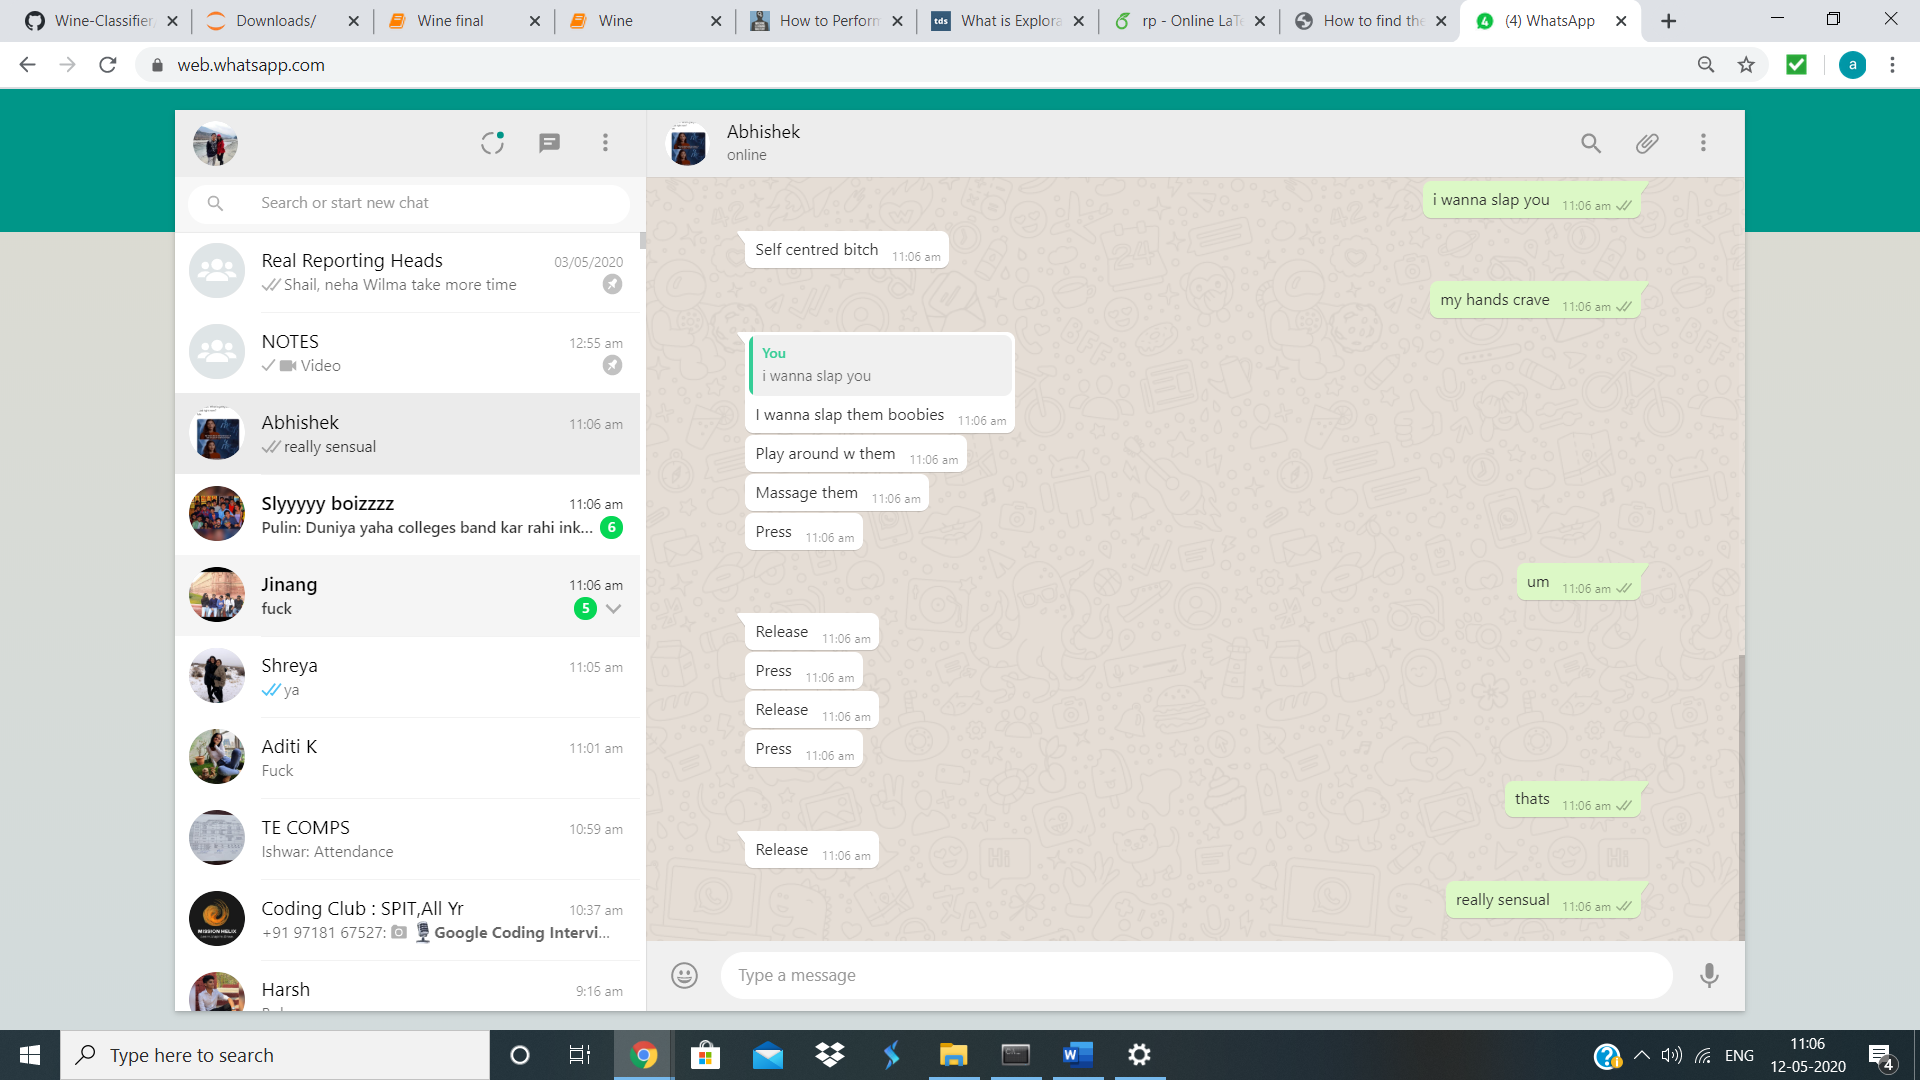 Wine-Classifier
Downloads/
Wine final
Wine
How to Perform
tds
What is Explora
rp - Online LaTe
How to find the
(4) WhatsApp
web.whatsapp.com
a
Abhishek
online
Search or start new chat
Real Reporting Heads
03/05/2020
Shail, neha Wilma take more time
NOTES
12:55 am
Video
Abhishek
11:06 am
really sensual
Slyyyyy boizzzz
11:06 am
Pulin: Duniya yaha colleges band kar rahi ink...
6
Jinang
11:06 am
fuck
5
Shreya
11:05 am
ya
Aditi K
11:01 am
Fuck
TE COMPS
10:59 am
Ishwar: Attendance
Coding Club : SPIT,All Yr
10:37 am
MISSION HELIX
+91 97181 67527: Google Coding Intervi...
Harsh
9:16 am
i wanna slap you 11:06 am
Self centred bitch 11:06 am
my hands crave 11:06 am
You
i wanna slap you
I wanna slap them boobies 11:06 am
Play around w them 11:06 am
Massage them 11:06 am
Press 11:06 am
um 11:06 am
Release 11:06 am
Press 11:06 am
Release 11:06 am
Press 11:06 am
thats 11:06 am
Release 11:06 am
really sensual 11:06 am
Type a message
Type here to search
ENG
11:06
12-05-2020
4